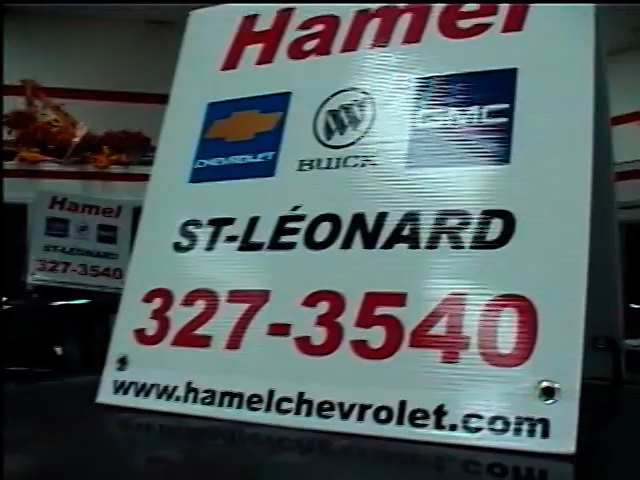 Hamel
CHEVROLET
BUICK
GMC
ST-LÉONARD
327-3540
www.hamelchevrolet.com
Hamel
ST-LÉONARD
327-3540